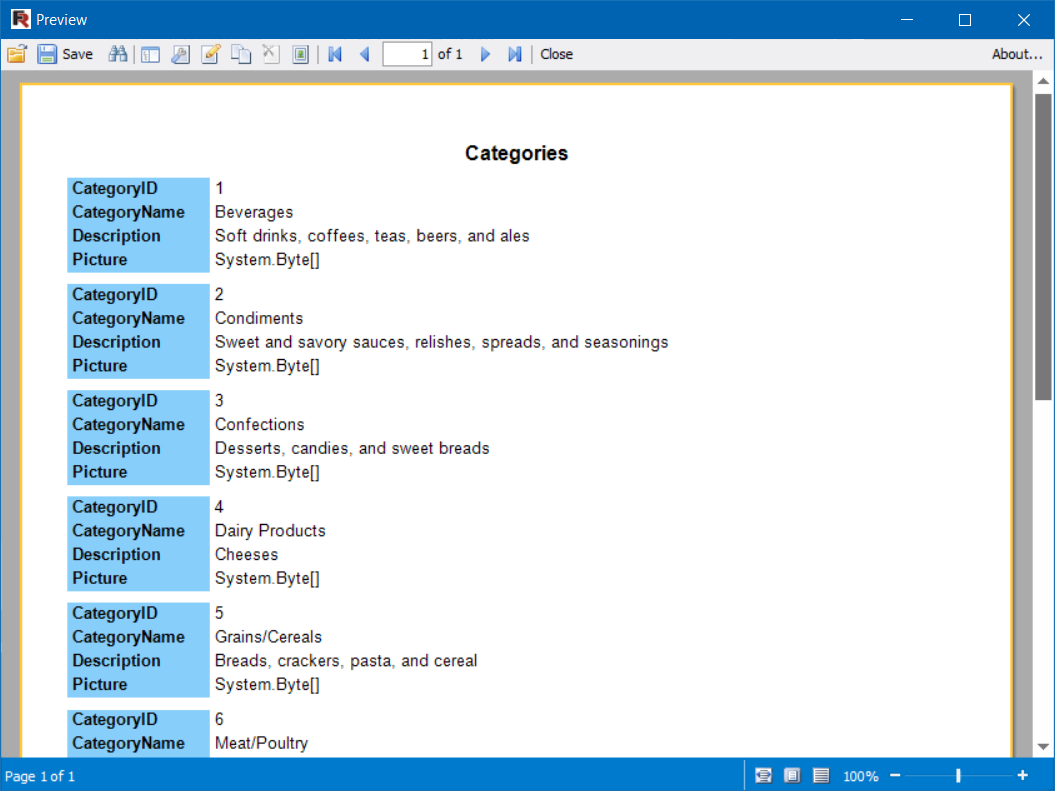 Preview
Save 1 of 1 Close About...
Categories
CategoryID 1
CategoryName Beverages
Description Soft drinks, coffees, teas, beers, and ales
Picture System.Byte[]
CategoryID 2
CategoryName Condiments
Description Sweet and savory sauces, relishes, spreads, and seasonings
Picture System.Byte[]
CategoryID 3
CategoryName Confections
Description Desserts, candies, and sweet breads
Picture System.Byte[]
CategoryID 4
CategoryName Dairy Products
Description Cheeses
Picture System.Byte[]
CategoryID 5
CategoryName Grains/Cereals
Description Breads, crackers, pasta, and cereal
Picture System.Byte[]
CategoryID 6
CategoryName Meat/Poultry
Page 1 of 1 100%